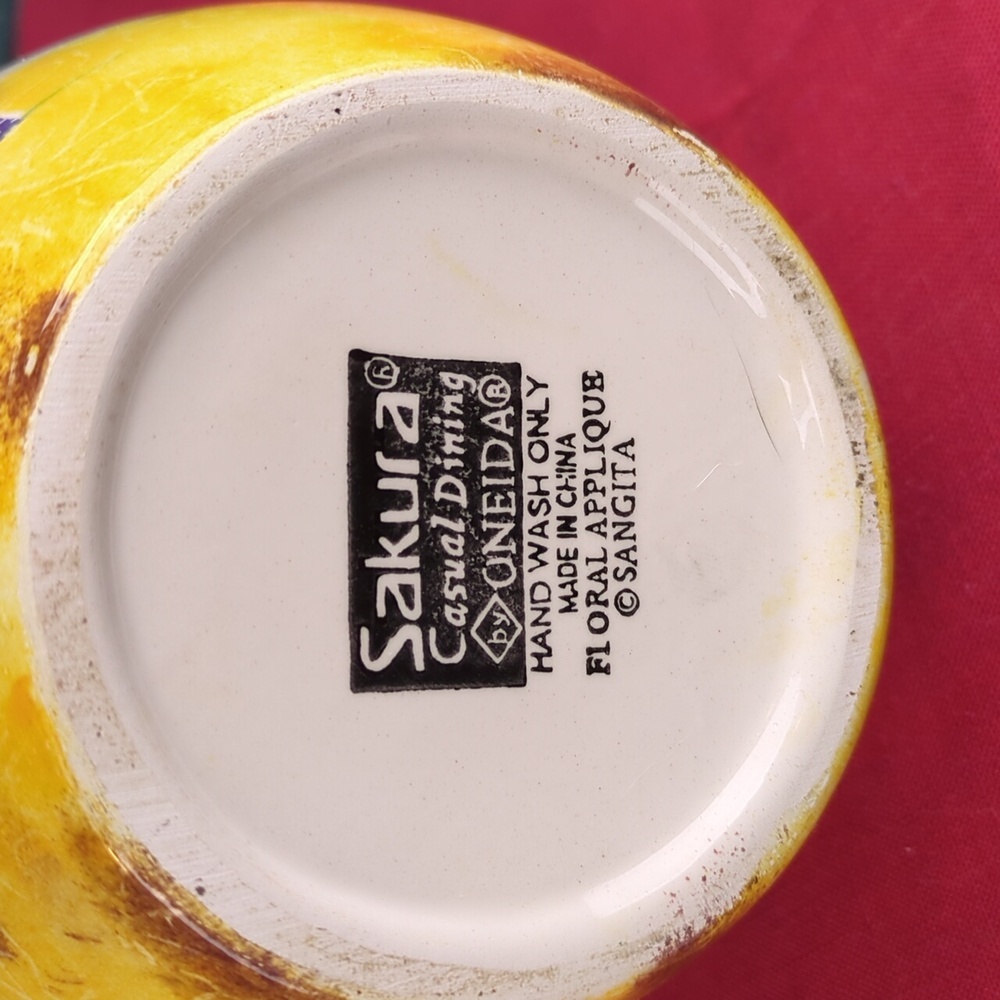 Sakura®
Casual Dining
by ONEIDA®
HAND WASH ONLY
MADE IN CHINA
FLORAL APPLIQUE
© SANGITA